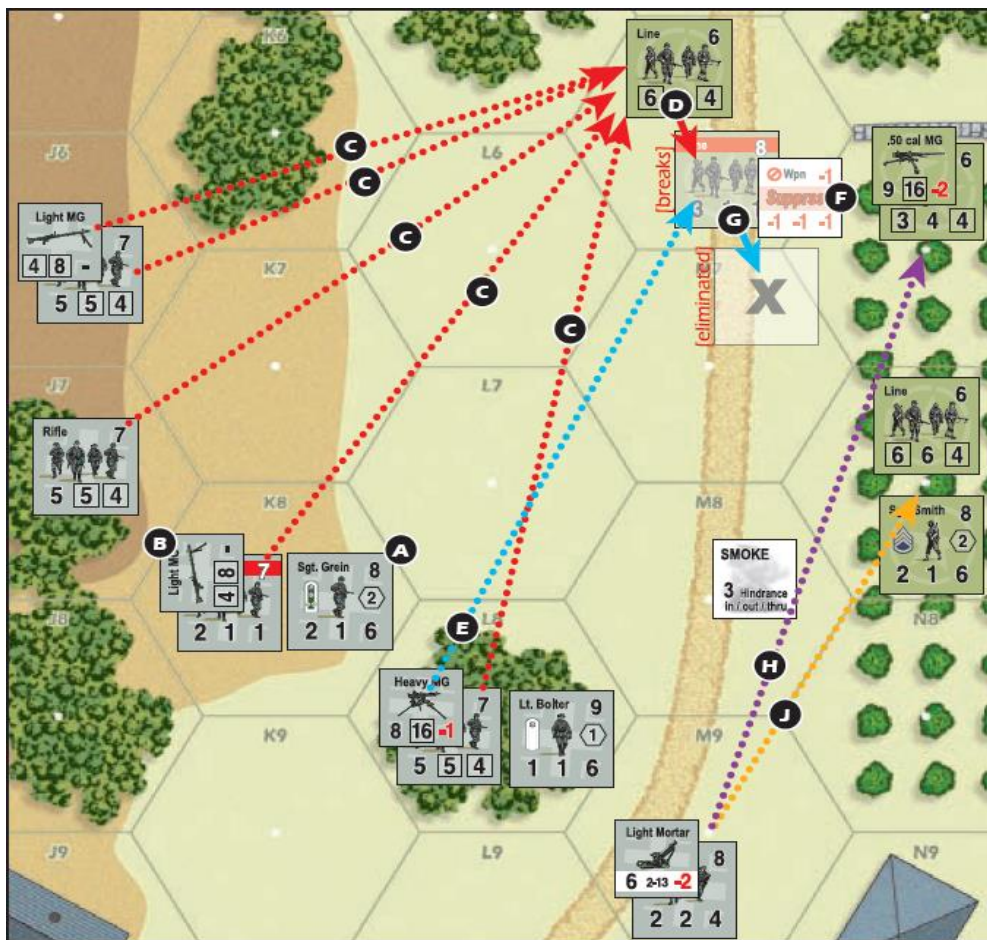 K6
Line 6
6 4
D
J6
L6
C
8
[breaks]
3
Wpn -1
Suppress
-1 -1 -1
F
G
.50 cal MG 6
9 16 -2
3 4 4
C
Light MG
4 8 - 7
5 5 4
C
K7
C
[eliminated]
X
C
J7
L7
Line 6
6 6 4
Rifle 7
5 5 4
K8
M8
Smith 8
2
2 1 6
B
Light MG
4 8 -
7
2 1 1
A
Sgt. Grein 8
2
2 1 6
SMOKE
3 Hindrance
in / out / thru
J8
L8
N8
E
H
Heavy MG
8 16 -1 7
5 5 4
Lt. Bolter 9
1
1 1 6
J
K9
M9
Light Mortar
6 2-13 -2 8
2 2 4
J9
L9
N9